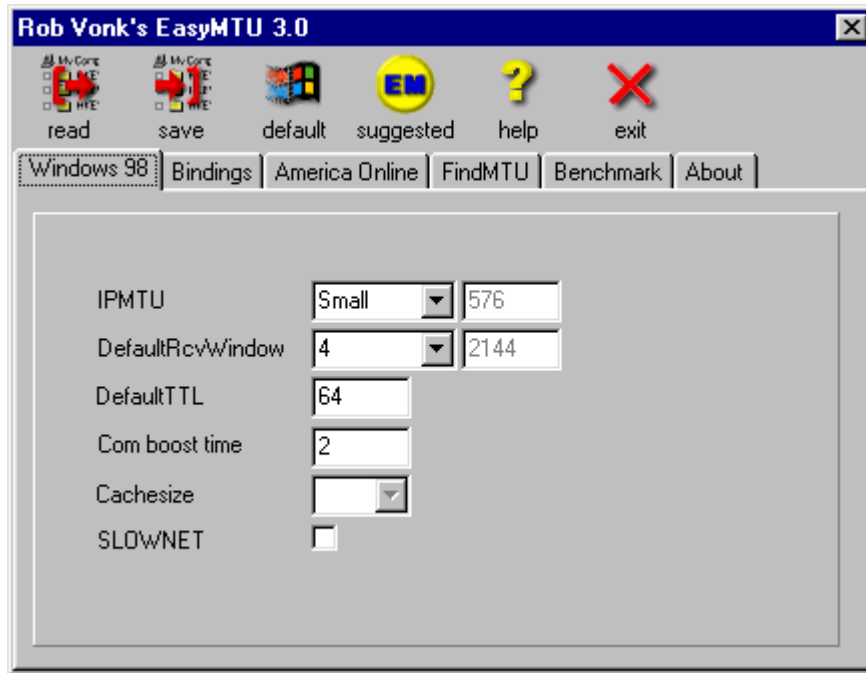 Rob Vonk's EasyMTU 3.0
read save default suggested help exit
Windows 98 Bindings America Online FindMTU Benchmark About
IPMTU Small 576
DefaultRcvWindow 4 2144
DefaultTTL 64
Com boost time 2
Cachesize
SLOWNET